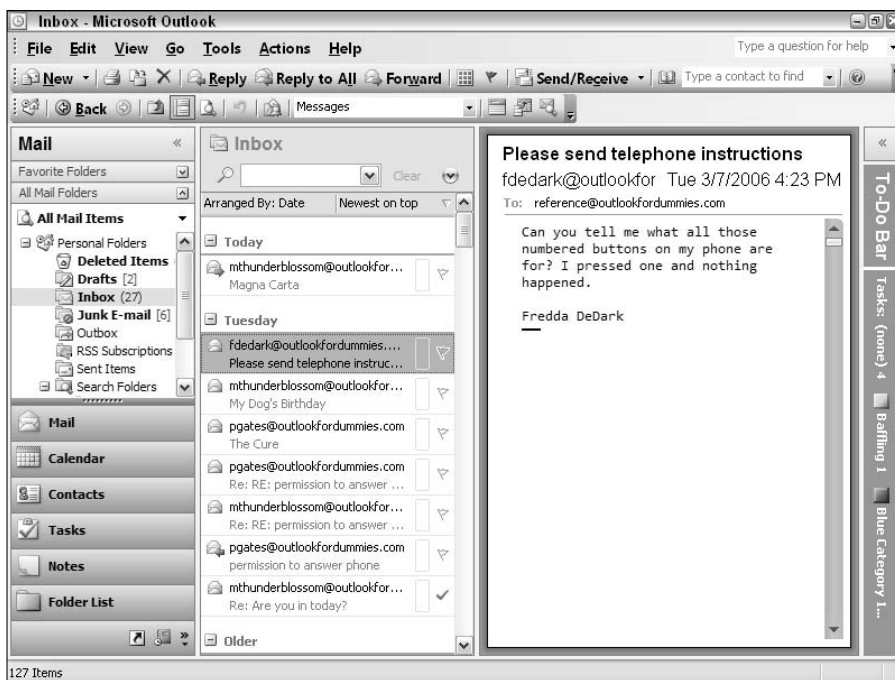 Inbox - Microsoft Outlook
File Edit View Go Tools Actions Help
Type a question for help
New Reply Reply to All Forward Send/Receive Type a contact to find
Back Messages
Mail
Favorite Folders
All Mail Folders
All Mail Items
Personal Folders
Deleted Items
Drafts [2]
Inbox (27)
Junk E-mail [6]
Outbox
RSS Subscriptions
Sent Items
Search Folders
Mail
Calendar
Contacts
Tasks
Notes
Folder List
Inbox
Clear
Arranged By: Date Newest on top
Today
mthunderblossom@outlookfor...
Magna Carta
Tuesday
fdedark@outlookfordummies....
Please send telephone instruc...
mthunderblossom@outlookfor...
My Dog's Birthday
pgates@outlookfordummies.com
The Cure
pgates@outlookfordummies.com
Re: RE: permission to answer ...
mthunderblossom@outlookfor...
Re: RE: permission to answer ...
pgates@outlookfordummies.com
permission to answer phone
mthunderblossom@outlookfor...
Re: Are you in today?
Older
Please send telephone instructions
fdedark@outlookfor Tue 3/7/2006 4:23 PM
To: reference@outlookfordummies.com
Can you tell me what all those
numbered buttons on my phone are
for? I pressed one and nothing
happened.
Fredda DeDark
To-Do Bar
Tasks: (none) 4
Baffling 1
Blue Category 1...
127 Items